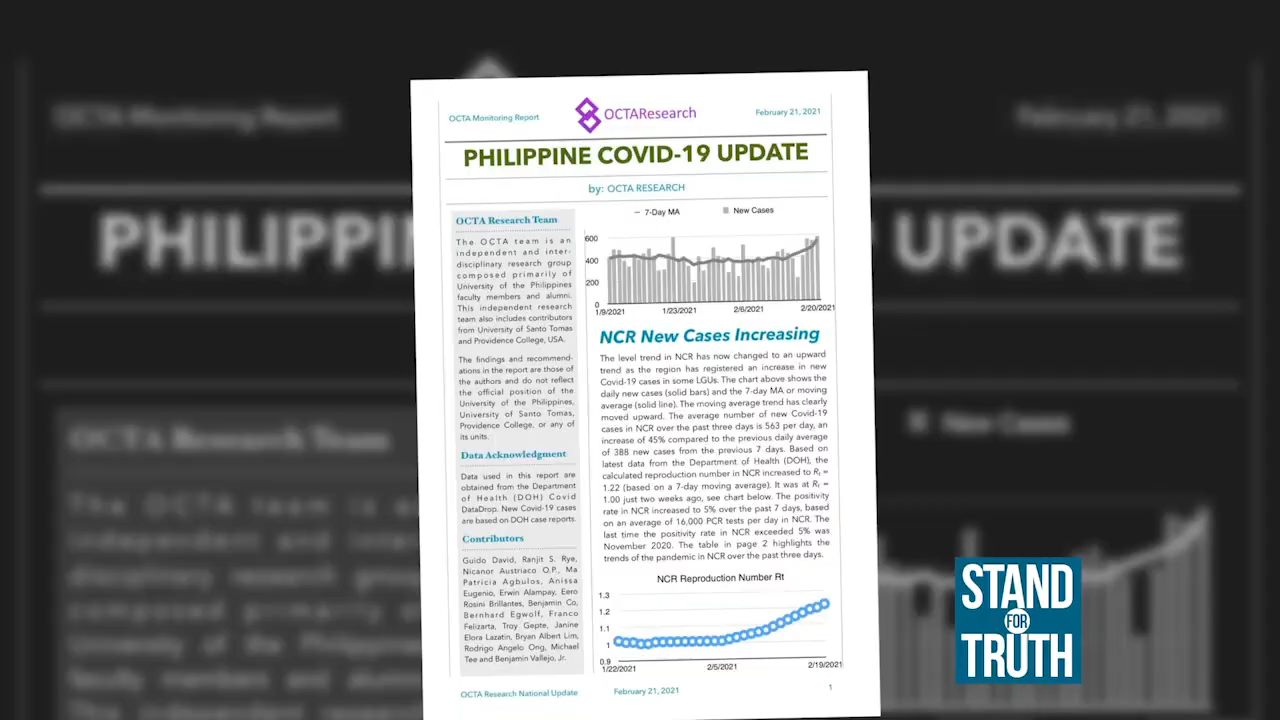 OCTA Monitoring Report
OCTAResearch
February 21, 2021
PHILIPPINE COVID-19 UPDATE
by: OCTA RESEARCH
OCTA Research Team
The OCTA team is an
independent and inter-
disciplinary research group
composed primarily of
University of the Philippines
faculty members and alumni.
This independent research
team also includes contributors
from University of Santo Tomas
and Providence College, USA.
The findings and recommend-
ations in the report are those of
the authors and do not reflect
the official position of the
University of the Philippines,
University of Santo Tomas,
Providence College, or any of
its units.
Data Acknowledgment
Data used in this report are
obtained from the Department
of Health (DOH) Covid
DataDrop. New Covid-19 cases
are based on DOH case reports.
Contributors
Guido David, Ranjit S. Rye,
Nicanor Austriaco O.P., Ma
Patricia Agbulos, Anissa
Eugenio, Erwin Alampay, Eero
Rosini Brillantes, Benjamin Co,
Bernhard Egwolf, Franco
Felizarta, Troy Gepte, Janine
Elora Lazatin, Bryan Albert Lim,
Rodrigo Angelo Ong, Michael
Tee and Benjamin Vallejo, Jr.
7-Day MA
New Cases
600
400
200
0
1/9/2021 1/23/2021 2/6/2021 2/20/2021
NCR New Cases Increasing
The level trend in NCR has now changed to an upward
trend as the region has registered an increase in new
Covid-19 cases in some LGUs. The chart above shows the
daily new cases (solid bars) and the 7-day MA or moving
average (solid line). The moving average trend has clearly
moved upward. The average number of new Covid-19
cases in NCR over the past three days is 563 per day, an
increase of 45% compared to the previous daily average
of 388 new cases from the previous 7 days. Based on
latest data from the Department of Health (DOH), the
calculated reproduction number in NCR increased to Rt =
1.22 (based on a 7-day moving average). It was at Rt =
1.00 just two weeks ago, see chart below. The positivity
rate in NCR increased to 5% over the past 7 days, based
on an average of 16,000 PCR tests per day in NCR. The
last time the positivity rate in NCR exceeded 5% was
November 2020. The table in page 2 highlights the
trends of the pandemic in NCR over the past three days.
NCR Reproduction Number Rt
1.3
1.2
1.1
1
0.9
1/22/2021 2/5/2021 2/19/2021
OCTA Research National Update
February 21, 2021
1
STAND
FOR
TRUTH